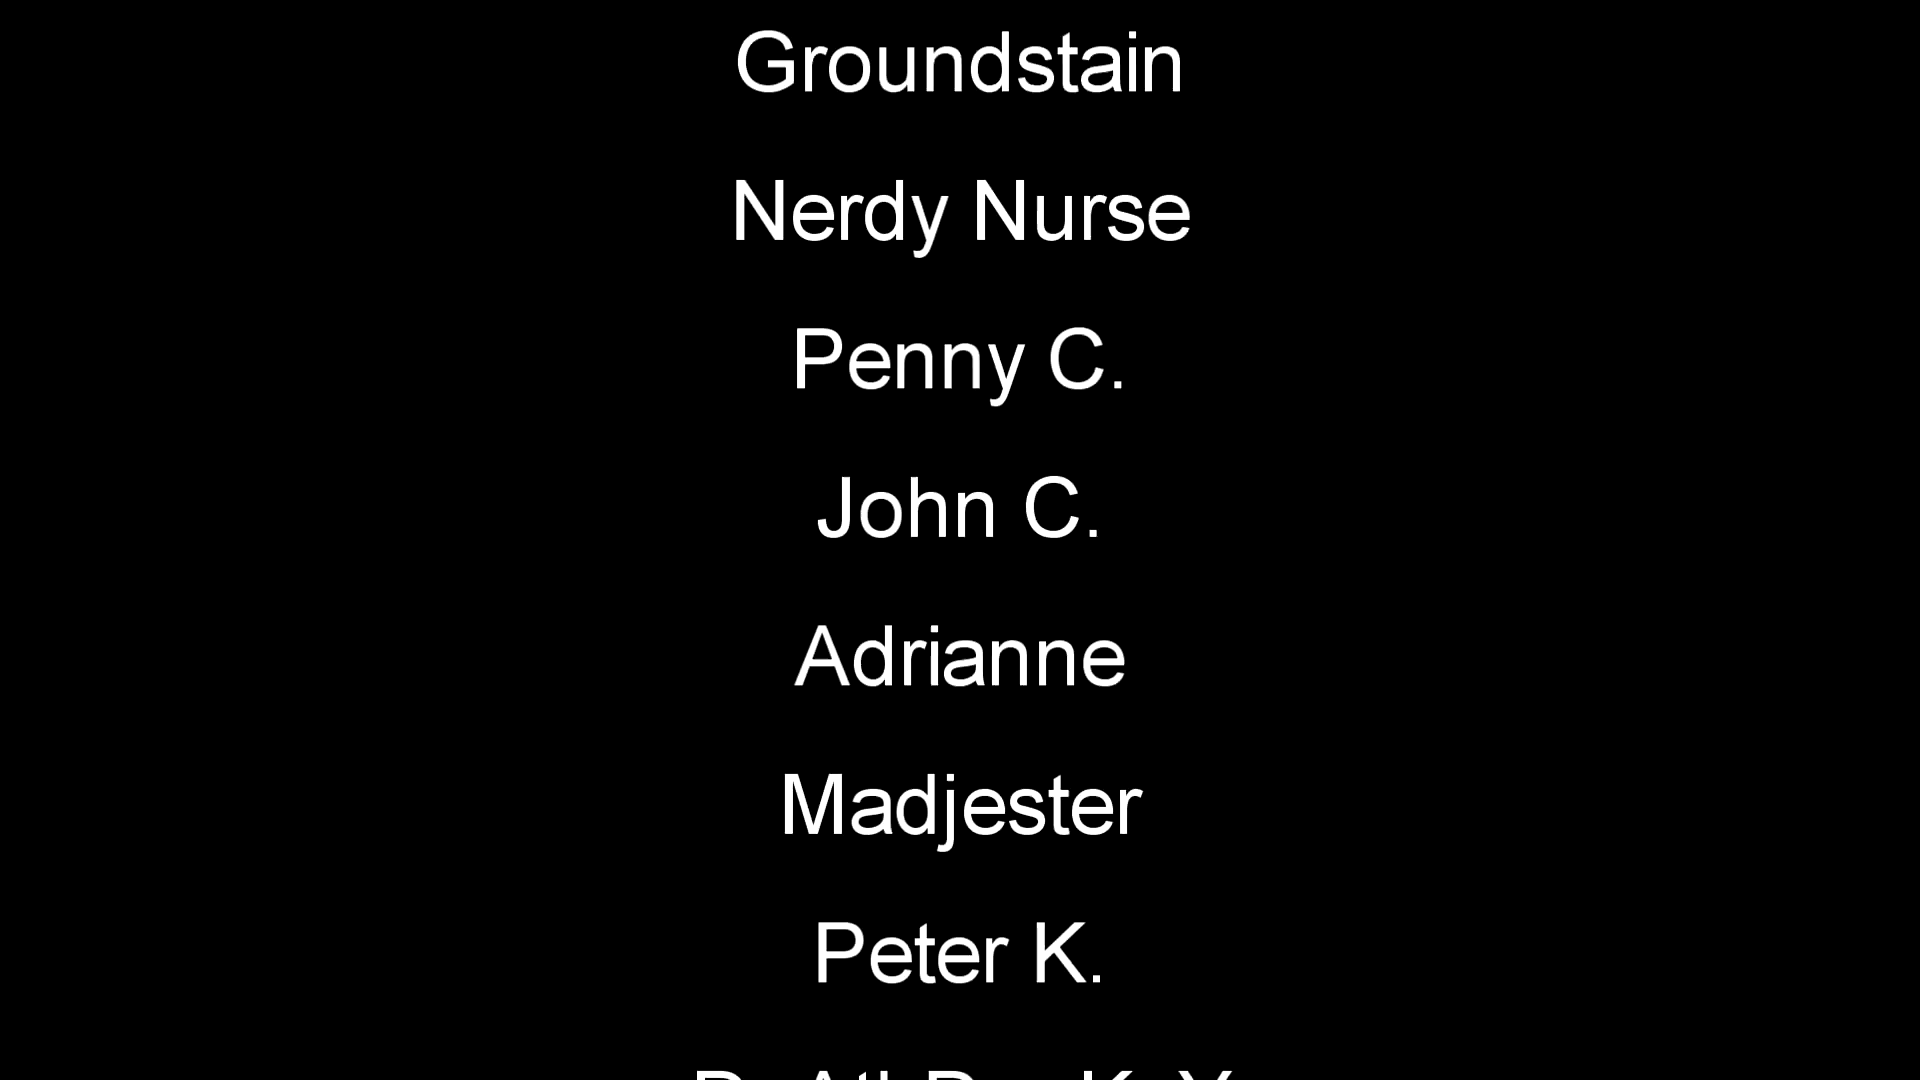 Groundstain
Nerdy Nurse
Penny C.
John C.
Adrianne
Madjester
Peter K.